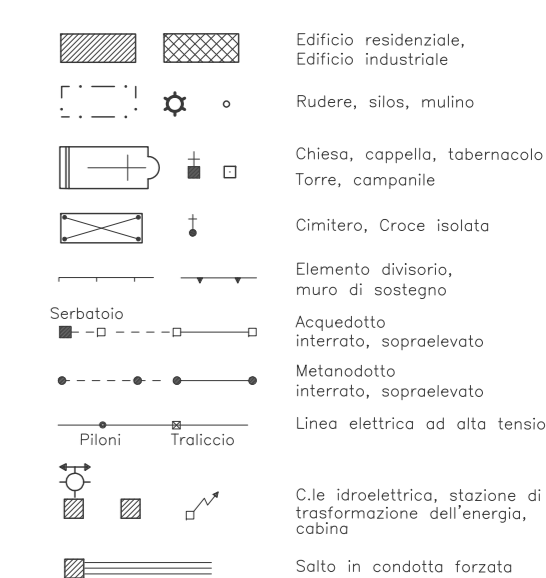 Edificio residenziale,
Edificio industriale
Rudere, silos, mulino
Chiesa, cappella, tabernacolo
Torre, campanile
Cimitero, Croce isolata
Elemento divisorio,
muro di sostegno
Serbatoio
Acquedotto
interrato, sopraelevato
Metanodotto
interrato, sopraelevato
Linea elettrica ad alta tensio
Piloni Traliccio
C.le idroelettrica, stazione di
trasformazione dell'energia,
cabina
Salto in condotta forzata